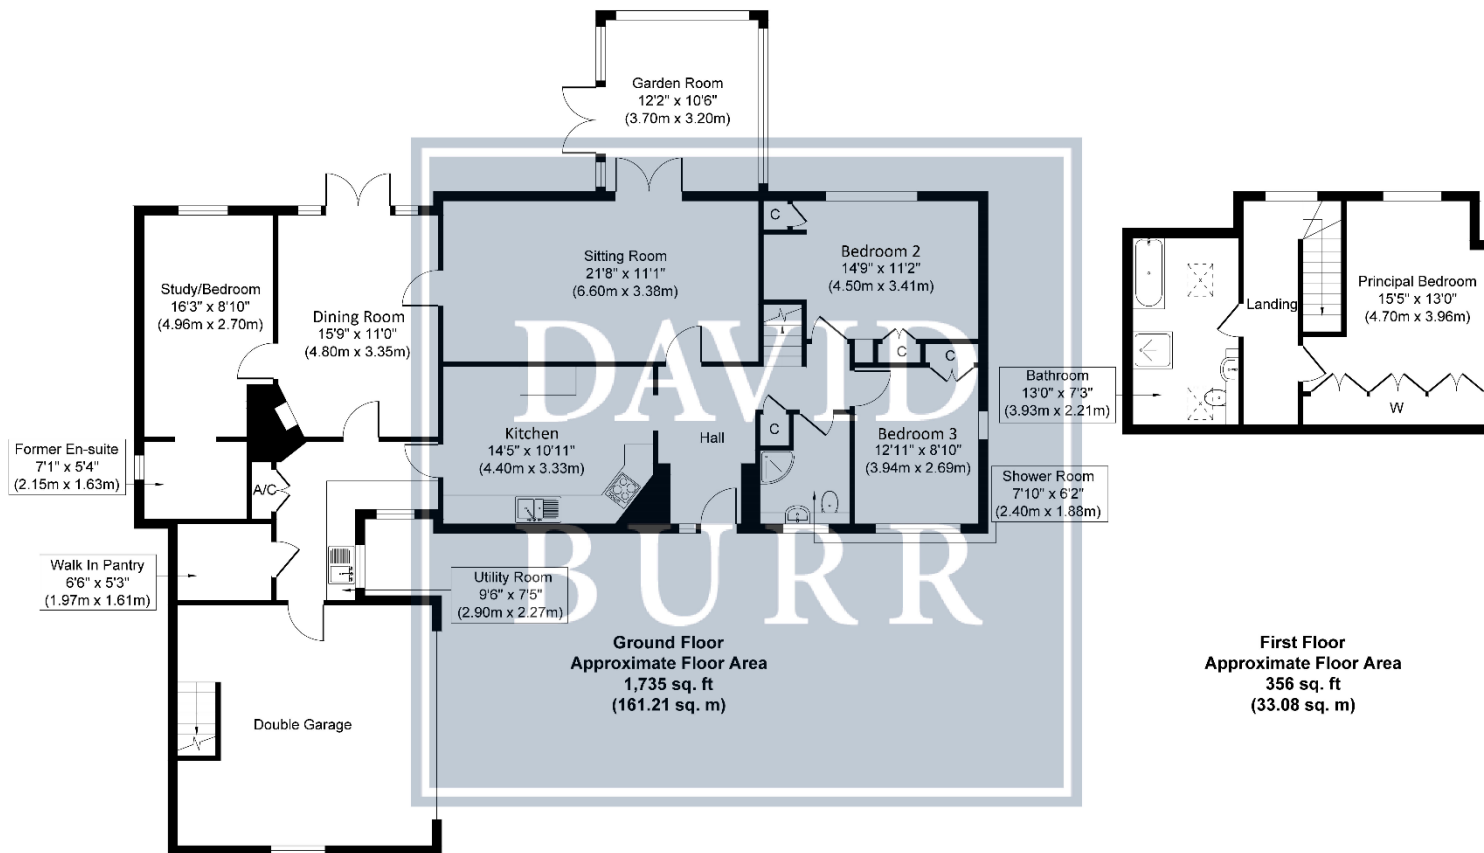 Garden Room
12'2" x 10'6"
(3.70m x 3.20m)
Study/Bedroom
16'3" x 8'10"
(4.96m x 2.70m)
Dining Room
15'9" x 11'0"
(4.80m x 3.35m)
Sitting Room
21'8" x 11'1"
(6.60m x 3.38m)
C
Bedroom 2
14'9" x 11'2"
(4.50m x 3.41m)
C
C
Kitchen
14'5" x 10'11"
(4.40m x 3.33m)
Hall
C
Bedroom 3
12'11" x 8'10"
(3.94m x 2.69m)
Former En-suite
7'1" x 5'4"
(2.15m x 1.63m)
A/C
Shower Room
7'10" x 6'2"
(2.40m x 1.88m)
Walk In Pantry
6'6" x 5'3"
(1.97m x 1.61m)
Utility Room
9'6" x 7'5"
(2.90m x 2.27m)
Double Garage
DAVID
BURR
Ground Floor
Approximate Floor Area
1,735 sq. ft
(161.21 sq. m)
Landing
Principal Bedroom
15'5" x 13'0"
(4.70m x 3.96m)
Bathroom
13'0" x 7'3"
(3.93m x 2.21m)
W
First Floor
Approximate Floor Area
356 sq. ft
(33.08 sq. m)